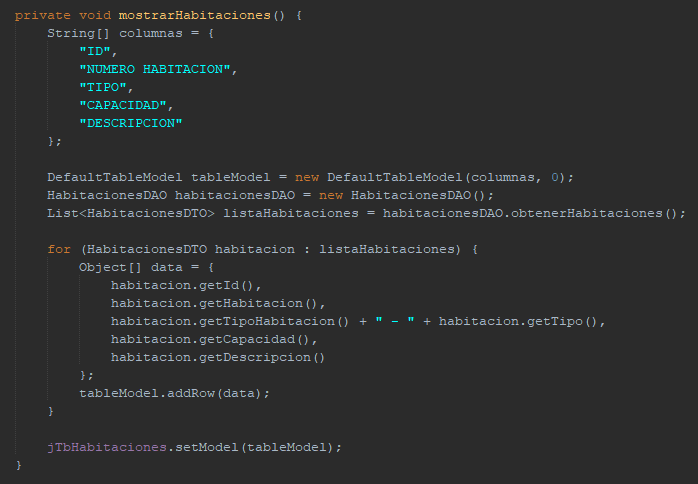 private void mostrarHabitaciones() {
    String[] columnas = {
        "ID",
        "NUMERO HABITACION",
        "TIPO",
        "CAPACIDAD",
        "DESCRIPCION"
    };
    DefaultTableModel tableModel = new DefaultTableModel(columnas, 0);
    HabitacionesDAO habitacionesDAO = new HabitacionesDAO();
    List<HabitacionesDTO> listaHabitaciones = habitacionesDAO.obtenerHabitaciones();
    for (HabitacionesDTO habitacion : listaHabitaciones) {
        Object[] data = {
            habitacion.getId(),
            habitacion.getHabitacion(),
            habitacion.getTipoHabitacion() + " - " + habitacion.getTipo(),
            habitacion.getCapacidad(),
            habitacion.getDescripcion()
        };
        tableModel.addRow(data);
    }
    jTbHabitaciones.setModel(tableModel);
}